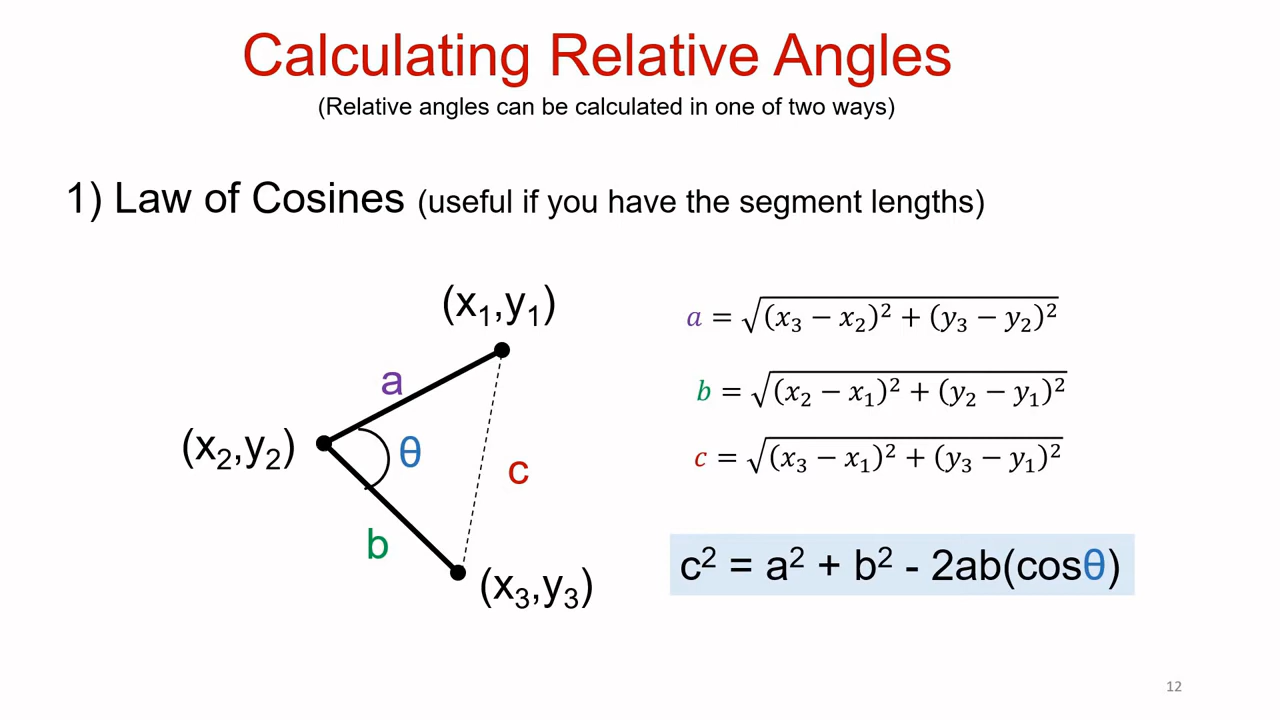 Calculating Relative Angles
(Relative angles can be calculated in one of two ways)
1) Law of Cosines (useful if you have the segment lengths)
(x₁,y₁)
a
(x₂,y₂)
θ
c
b
(x₃,y₃)
a = √(x₃ − x₂)² + (y₃ − y₂)²
b = √(x₂ − x₁)² + (y₂ − y₁)²
c = √(x₃ − x₁)² + (y₃ − y₁)²
c² = a² + b² - 2ab(cosθ)
12